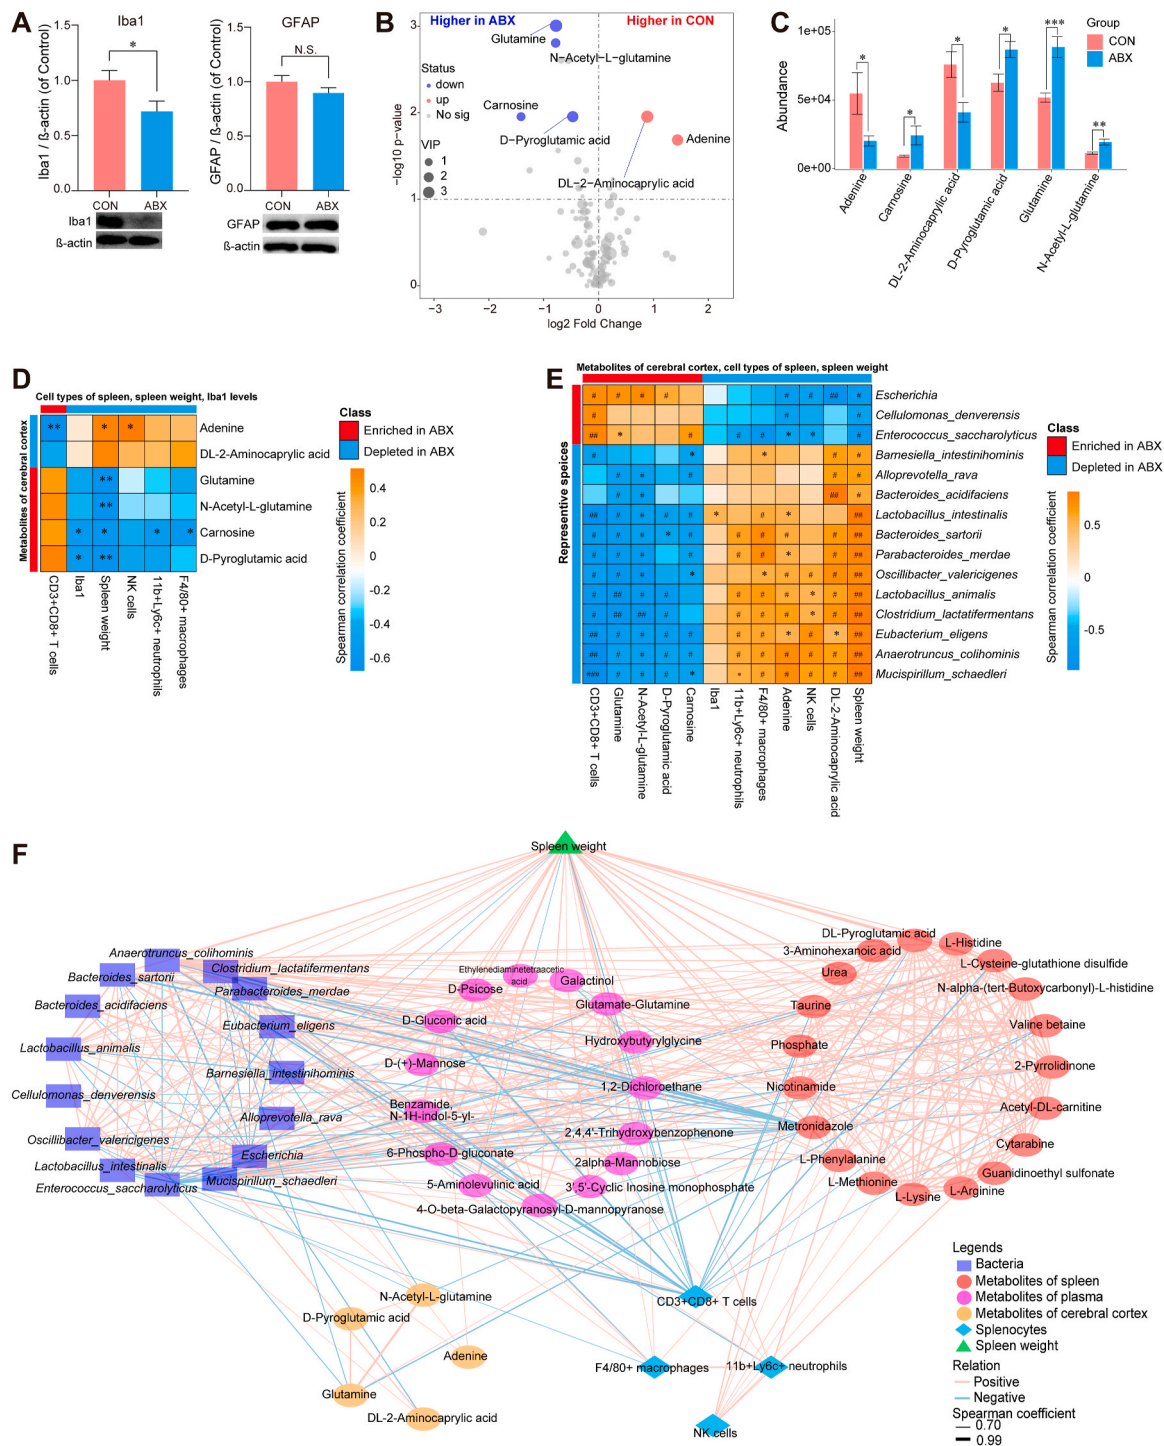 A
Iba1
Iba1 / ß-actin (of Control)
1.5
1.0
0.5
0.0
*
CON
ABX
Iba1
ß-actin
GFAP
GFAP / ß-actin (of Control)
1.5
1.0
0.5
0.0
N.S.
CON
ABX
GFAP
ß-actin
B
Higher in ABX
Higher in CON
Glutamine
N-Acetyl-L-glutamine
Carnosine
D-Pyroglutamic acid
Adenine
DL-2-Aminocaprylic acid
Status
down
up
No sig
VIP
1
2
3
-log10 p-value
3
2
1
0
-3
-2
-1
0
1
2
log2 Fold Change
C
Abundance
1e+05
5e+04
0e+00
*
*
*
*
***
**
Group
CON
ABX
Adenine
Carnosine
DL-2-Aminocaprylic acid
D-Pyroglutamic acid
Glutamine
N-Acetyl-L-glutamine
D
Cell types of spleen, spleen weight, Iba1 levels
Metabolites of cerebral cortex
** * * Adenine
DL-2-Aminocaprylic acid
** Glutamine
** N-Acetyl-L-glutamine
* * * * Carnosine
* ** D-Pyroglutamic acid
CD3+CD8+ T cells
Iba1
Spleen weight
NK cells
11b+Ly6c+ neutrophils
F4/80+ macrophages
Class
Enriched in ABX
Depleted in ABX
Spearman correlation coefficient
0.4
0.2
0
-0.2
-0.4
-0.6
E
Metabolites of cerebral cortex, cell types of spleen, spleen weight
Representive speices
# # # # # # ## # Escherichia
# # # Cellulomonas_denverensis
## * # # # * * # Enterococcus_saccharolyticus
# * * # # Barnesiella_intestinihominis
# # # # Alloprevotella_rava
# # ## # Bacteroides_acidifaciens
## # # # # * # * ## Lactobacillus_intestinalis
# # # * # # # # # ## Bacteroides_sartorii
# # # # # # * # ## Parabacteroides_merdae
# # # * * # # # ## Oscillibacter_valericigenes
# ## # # # # # * # ## Lactobacillus_animalis
# ## ## # # # # * # ## Clostridium_lactatifermentans
## # # # # # # * # * ## Eubacterium_eligens
## # # # # # # # # # ## Anaerotruncus_colihominis
### # # # * * # # # # ## Mucispirillum_schaedleri
CD3+CD8+ T cells
Glutamine
N-Acetyl-L-glutamine
D-Pyroglutamic acid
Carnosine
Iba1
11b+Ly6c+ neutrophils
F4/80+ macrophages
Adenine
NK cells
DL-2-Aminocaprylic acid
Spleen weight
Class
Enriched in ABX
Depleted in ABX
Spearman correlation coefficient
0.5
0
-0.5
F
Spleen weight
Anaerotruncus_colihominis
Bacteroides_sartorii
Clostridium_lactatifermentans
Parabacteroides_merdae
Bacteroides_acidifaciens
Eubacterium_eligens
Lactobacillus_animalis
Barnesiella_intestinihominis
Cellulomonas_denverensis
Alloprevotella_rava
Oscillibacter_valericigenes
Escherichia
Lactobacillus_intestinalis
Enterococcus_saccharolyticus
Mucispirillum_schaedleri
Ethylenediaminetetraacetic
acid
D-Psicose
Galactinol
D-Gluconic acid
Glutamate-Glutamine
Hydroxybutyrylglycine
D-(+)-Mannose
1,2-Dichloroethane
Benzamide,
N-1H-indol-5-yl-
2,4,4'-Trihydroxybenzophenone
6-Phospho-D-gluconate
2alpha-Mannobiose
5-Aminolevulinic acid
3',5'-Cyclic Inosine monophosphate
4-O-beta-Galactopyranosyl-D-mannopyranose
DL-Pyroglutamic acid
3-Aminohexanoic acid
L-Histidine
Urea
L-Cysteine-glutathione disulfide
N-alpha-(tert-Butoxycarbonyl)-L-histidine
Taurine
Valine betaine
Phosphate
2-Pyrrolidinone
Nicotinamide
Acetyl-DL-carnitine
Metronidazole
Cytarabine
L-Phenylalanine
Guanidinoethyl sulfonate
L-Methionine
L-Lysine
L-Arginine
N-Acetyl-L-glutamine
D-Pyroglutamic acid
Adenine
Glutamine
DL-2-Aminocaprylic acid
CD3+CD8+ T cells
F4/80+ macrophages
11b+Ly6c+ neutrophils
NK cells
Legends
Bacteria
Metabolites of spleen
Metabolites of plasma
Metabolites of cerebral cortex
Splenocytes
Spleen weight
Relation
Positive
Negative
Spearman coefficient
0.70
0.99